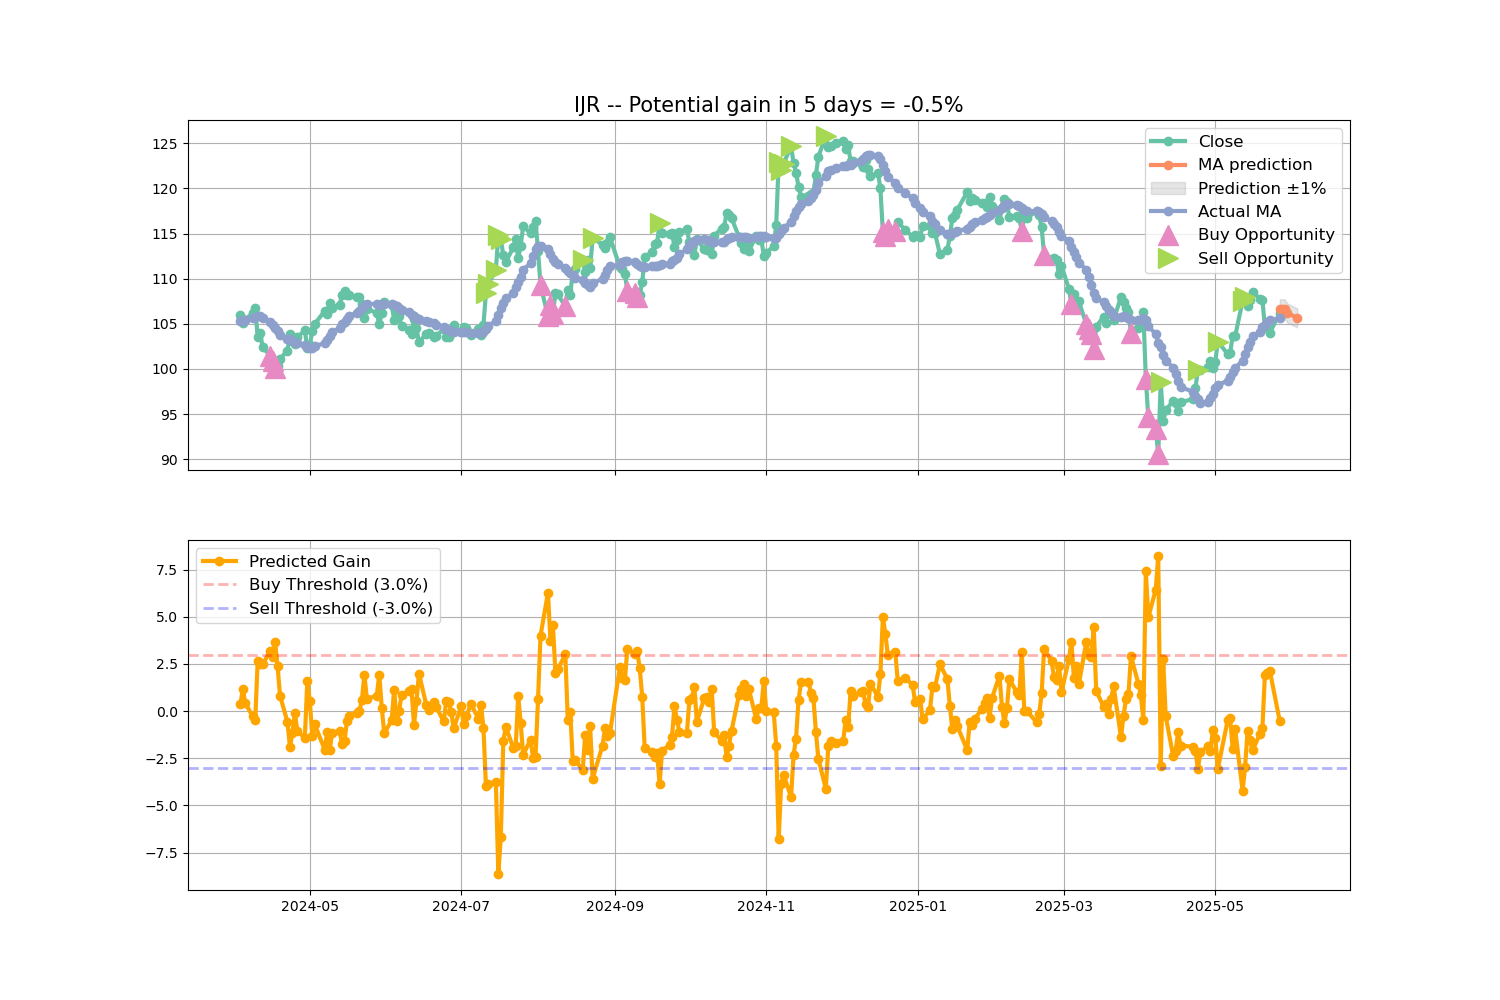 IJR -- Potential gain in 5 days = -0.5%
125
120
115
110
105
100
95
90
Close
MA prediction
Prediction ±1%
Actual MA
Buy Opportunity
Sell Opportunity
7.5
5.0
2.5
0.0
−2.5
−5.0
−7.5
Predicted Gain
Buy Threshold (3.0%)
Sell Threshold (-3.0%)
2024-05
2024-07
2024-09
2024-11
2025-01
2025-03
2025-05